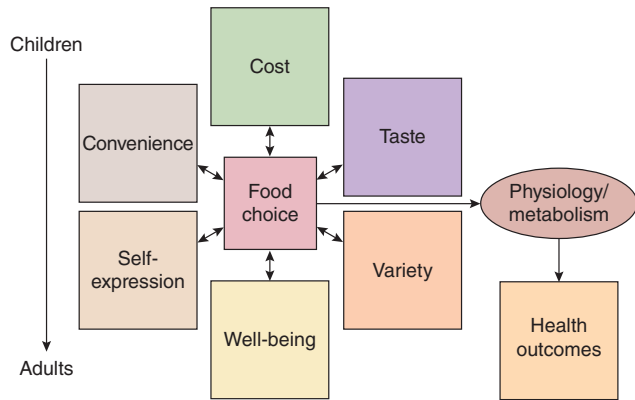 Children
Cost
Convenience
Taste
Food
choice
Physiology/
metabolism
Self-
expression
Variety
Well-being
Health
outcomes
Adults